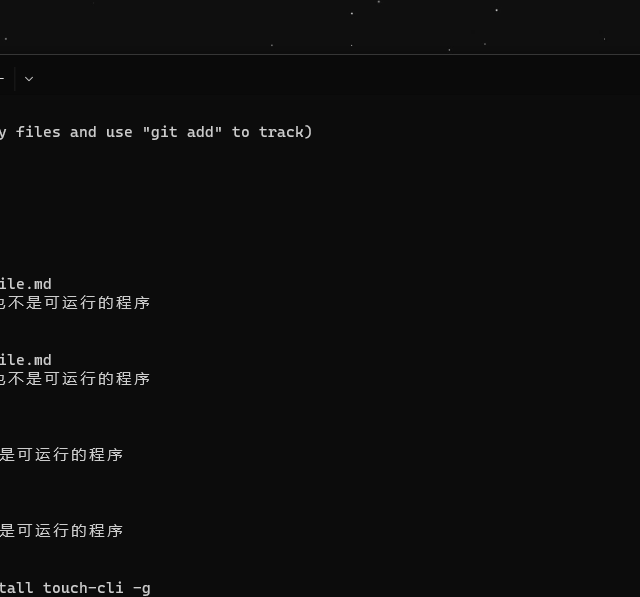 y files and use "git add" to track)
ile.md
也不是可运行的程序
ile.md
也不是可运行的程序
是可运行的程序
是可运行的程序
tall touch-cli -g